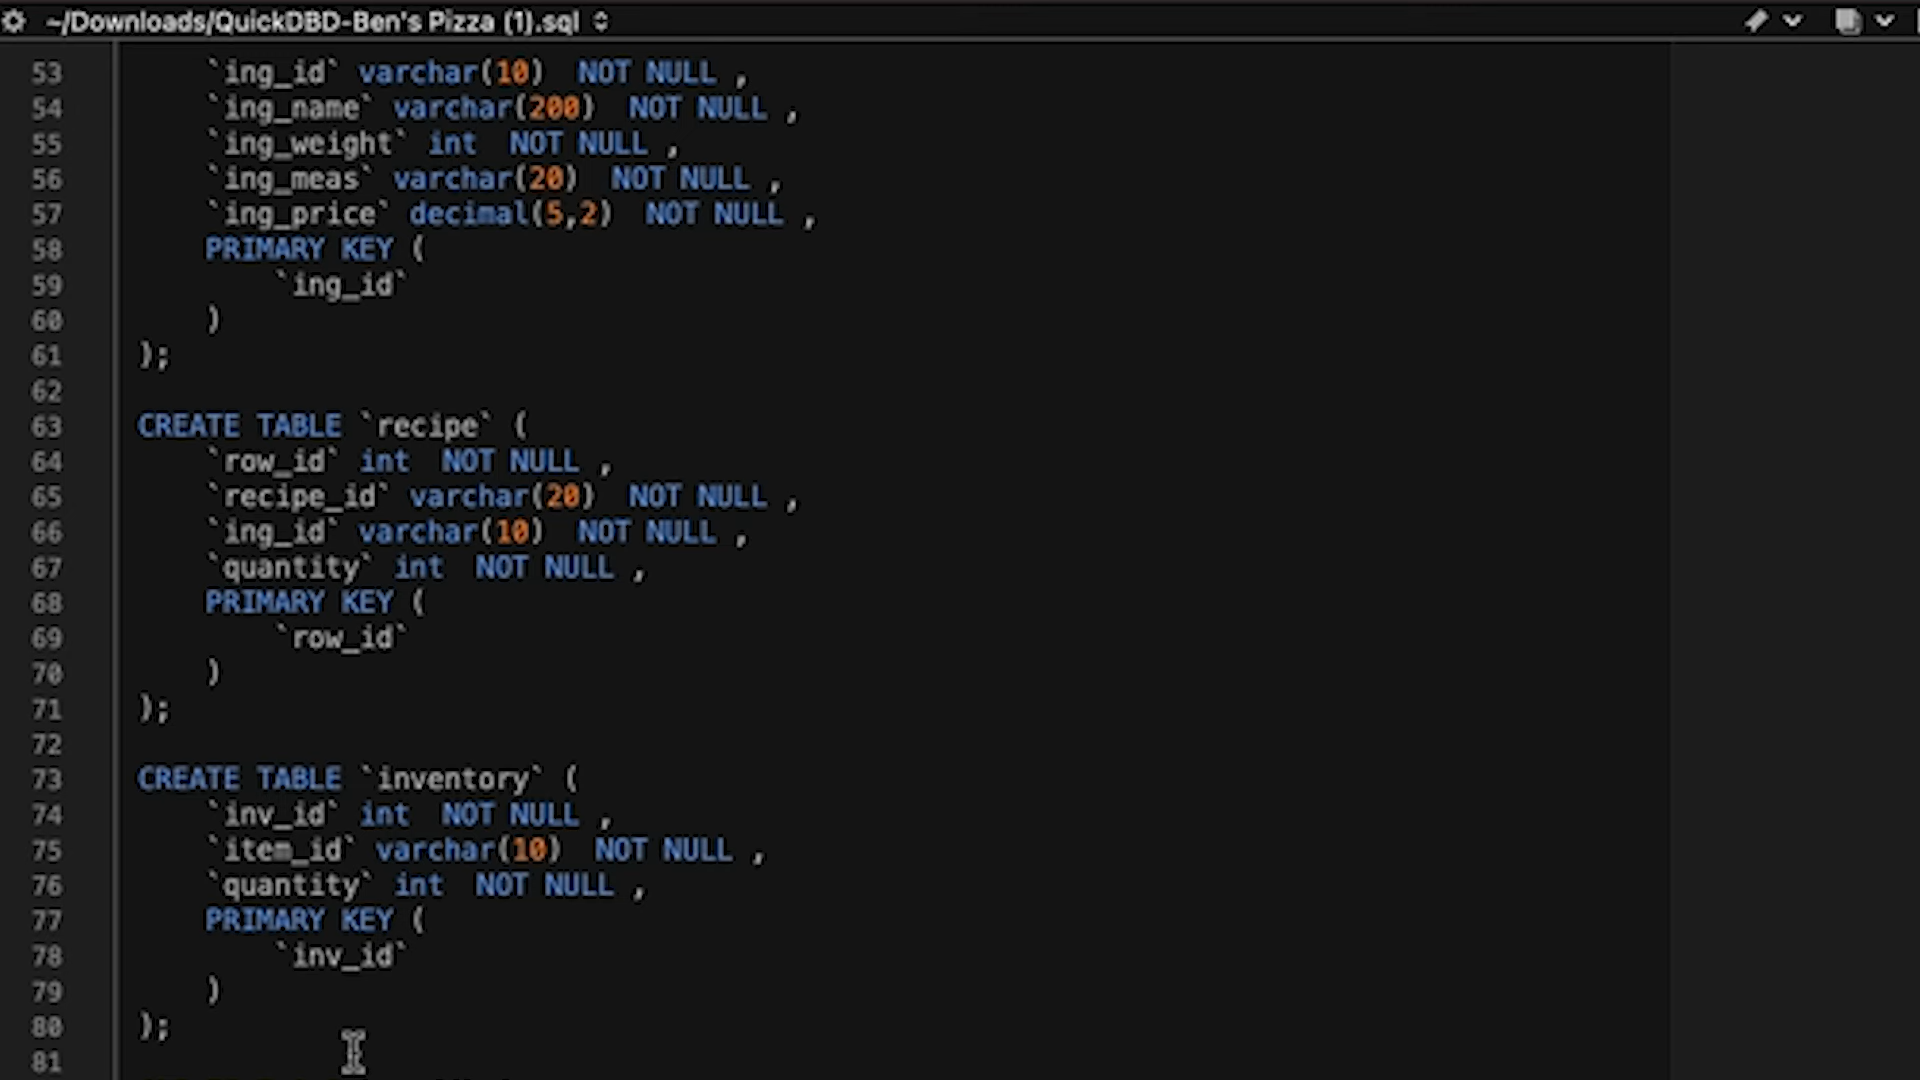 ~/Downloads/QuickDBD-Ben's Pizza (1).sql
53 `ing_id` varchar(10)  NOT NULL ,
54 `ing_name` varchar(200)  NOT NULL ,
55 `ing_weight` int  NOT NULL ,
56 `ing_meas` varchar(20)  NOT NULL ,
57 `ing_price` decimal(5,2)  NOT NULL ,
58 PRIMARY KEY (
59 `ing_id`
60 )
61 );
62
63 CREATE TABLE `recipe` (
64 `row_id` int  NOT NULL ,
65 `recipe_id` varchar(20)  NOT NULL ,
66 `ing_id` varchar(10)  NOT NULL ,
67 `quantity` int  NOT NULL ,
68 PRIMARY KEY (
69 `row_id`
70 )
71 );
72
73 CREATE TABLE `inventory` (
74 `inv_id` int  NOT NULL ,
75 `item_id` varchar(10)  NOT NULL ,
76 `quantity` int  NOT NULL ,
77 PRIMARY KEY (
78 `inv_id`
79 )
80 );
81